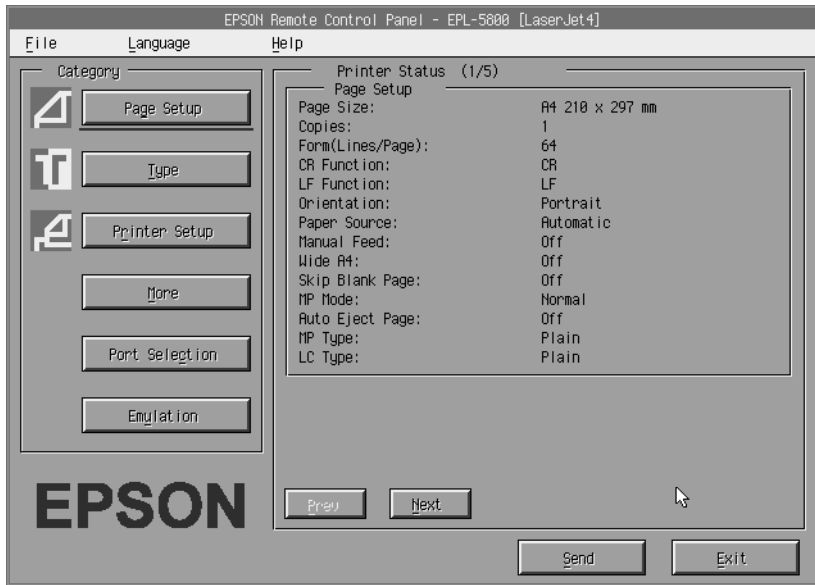 EPSON Remote Control Panel - EPL-5800 [LaserJet4]
File Language Help
Category
Page Setup
Type
Printer Setup
More
Port Selection
Emulation
EPSON
Printer Status (1/5)
Page Setup
Page Size: A4 210 x 297 mm
Copies: 1
Form(Lines/Page): 64
CR Function: CR
LF Function: LF
Orientation: Portrait
Paper Source: Automatic
Manual Feed: Off
Wide A4: Off
Skip Blank Page: Off
MP Mode: Normal
Auto Eject Page: Off
MP Type: Plain
LC Type: Plain
Prev Next
Send Exit